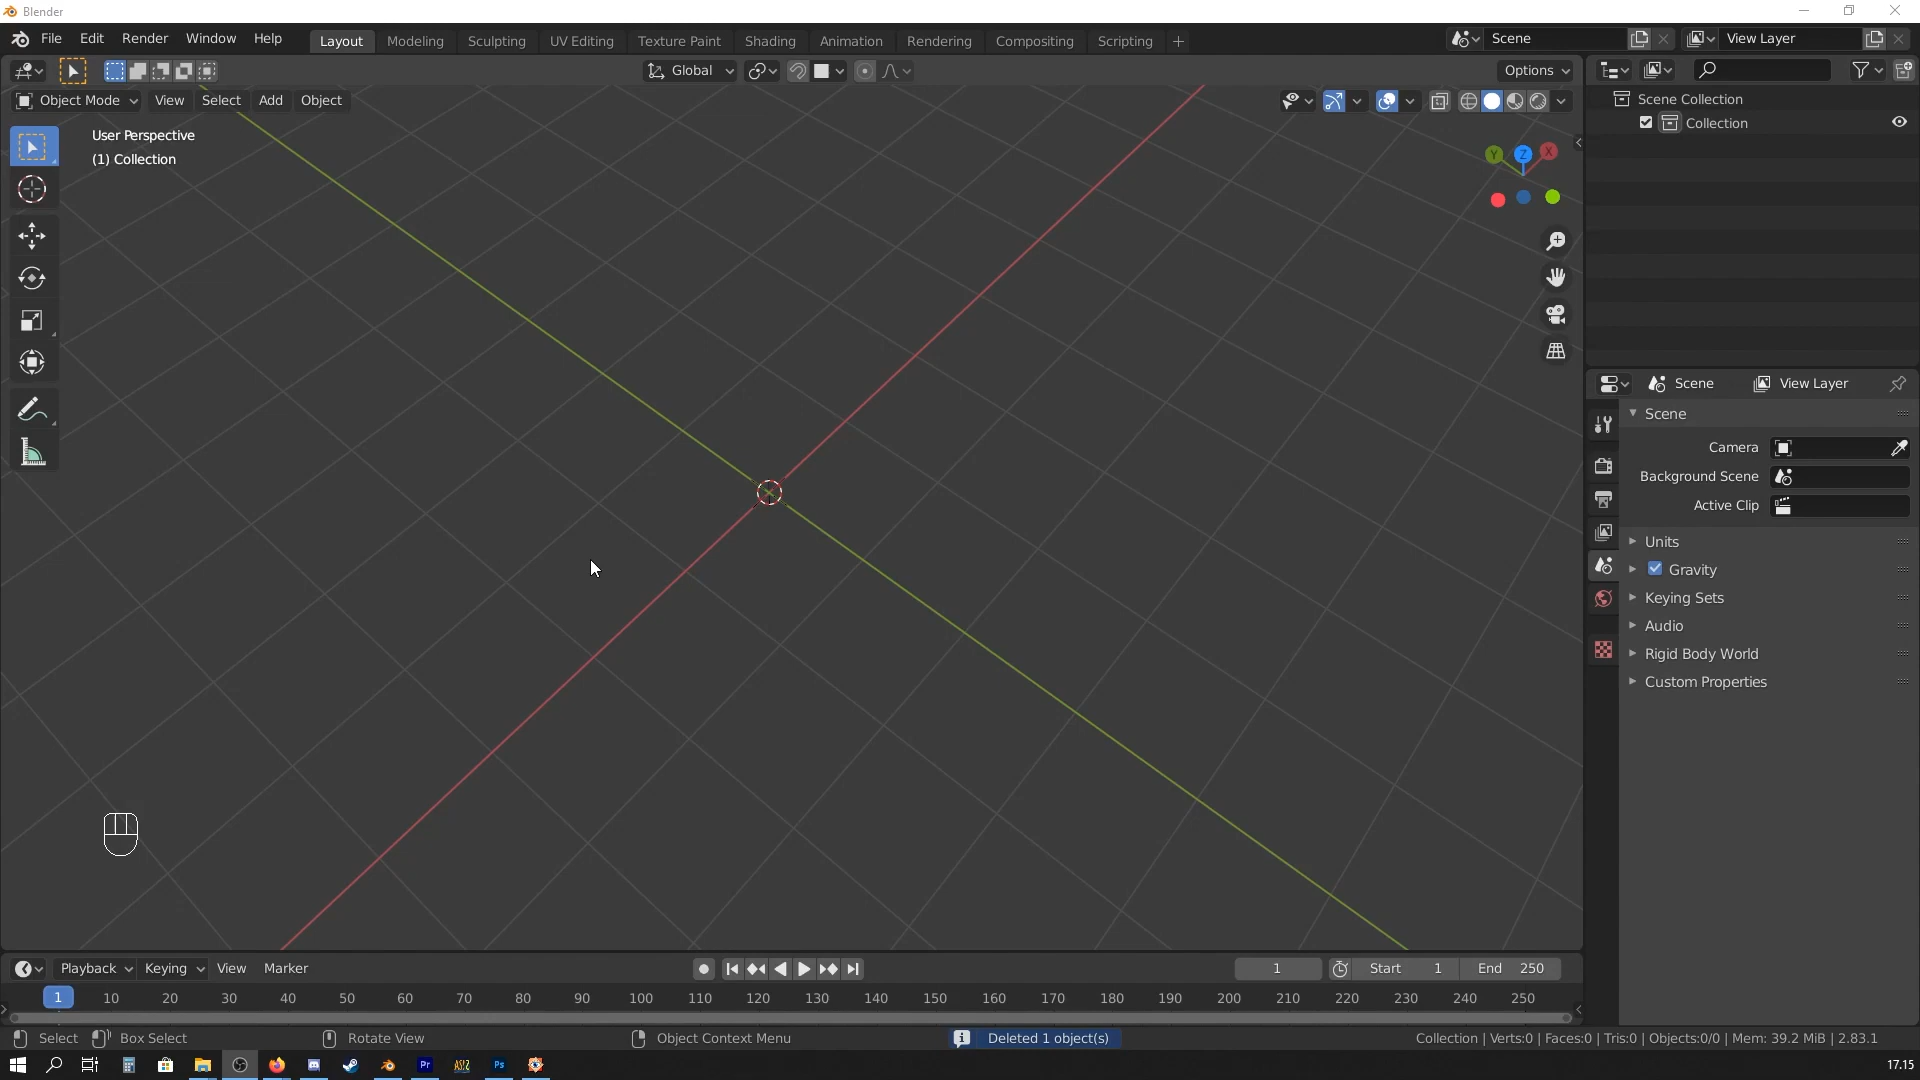 Blender
File Edit Render Window Help Layout Modeling Sculpting UV Editing Texture Paint Shading Animation Rendering Compositing Scripting + Scene View Layer
Global Options
Object Mode View Select Add Object
User Perspective
(1) Collection
Y Z X
Scene Collection
Collection
Scene View Layer
Scene
Camera
Background Scene
Active Clip
Units
Gravity
Keying Sets
Audio
Rigid Body World
Custom Properties
Playback Keying View Marker 1 Start 1 End 250
1 10 20 30 40 50 60 70 80 90 100 110 120 130 140 150 160 170 180 190 200 210 220 230 240 250
Select Box Select Rotate View Object Context Menu Deleted 1 object(s) Collection | Verts:0 | Faces:0 | Tris:0 | Objects:0/0 | Mem: 39.2 MiB | 2.83.1
Pr Ps 17.15